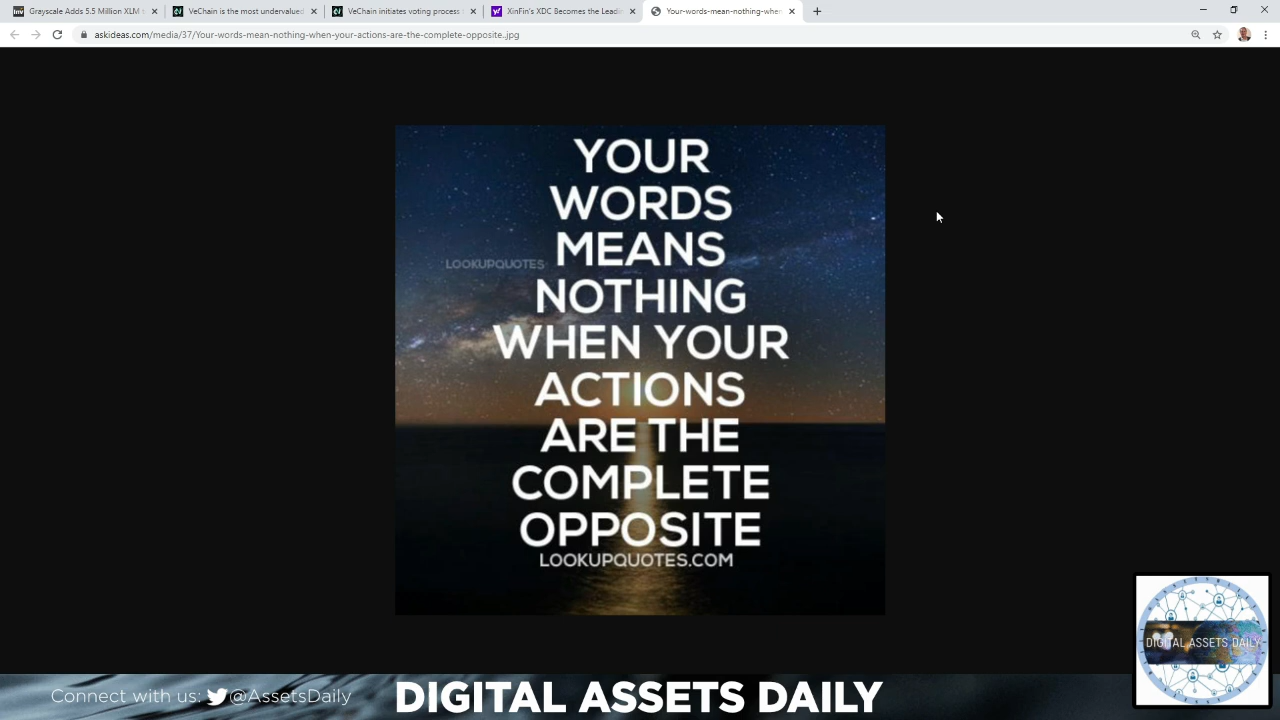 Grayscale Adds 5.5 Million XLM t
VeChain is the most undervalued
VeChain initiates voting process
XinFin's XDC Becomes the Leadin
Your-words-mean-nothing-when
askideas.com/media/37/Your-words-mean-nothing-when-your-actions-are-the-complete-opposite..jpg
YOUR
WORDS
MEANS
LOOKUPQUOTES
NOTHING
WHEN YOUR
ACTIONS
ARE THE
COMPLETE
OPPOSITE
LOOKUPQUOTES.COM
DIGITAL ASSETS DAILY
Connect with us: @AssetsDaily
DIGITAL ASSETS DAILY